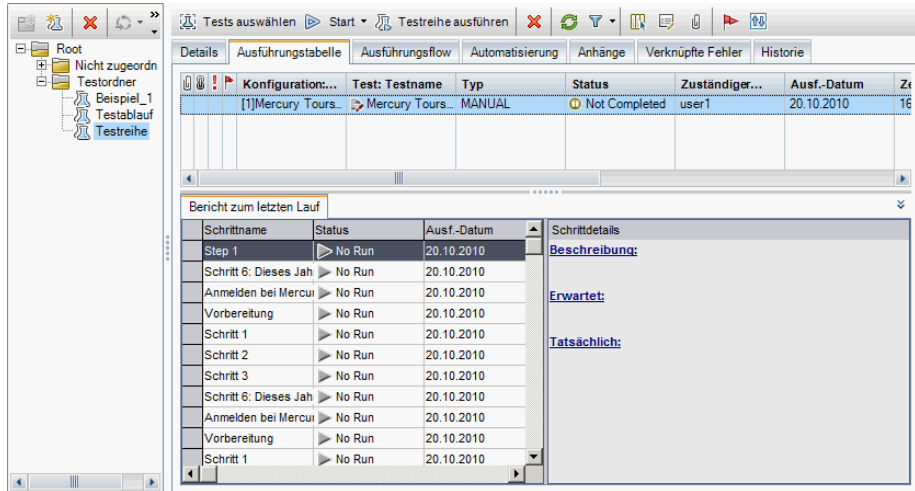 Tests auswählen Start Testreihe ausführen
Root
Nicht zugeordn
Testordner
Beispiel_1
Testablauf
Testreihe
Details Ausführungstabelle Ausführungsflow Automatisierung Anhänge Verknüpfte Fehler Historie
Konfiguration:... Test: Testname Typ Status Zuständiger... Ausf.-Datum Ze
[1]Mercury Tours... Mercury Tours... MANUAL Not Completed user1 20.10.2010 16
Bericht zum letzten Lauf
Schrittname Status Ausf.-Datum
Step 1 No Run 20.10.2010
Schritt 6: Dieses Jah No Run 20.10.2010
Anmelden bei Mercur No Run 20.10.2010
Vorbereitung No Run 20.10.2010
Schritt 1 No Run 20.10.2010
Schritt 2 No Run 20.10.2010
Schritt 3 No Run 20.10.2010
Schritt 6: Dieses Jah No Run 20.10.2010
Anmelden bei Mercur No Run 20.10.2010
Vorbereitung No Run 20.10.2010
Schritt 1 No Run 20.10.2010
Schrittdetails
Beschreibung:
Erwartet:
Tatsächlich: